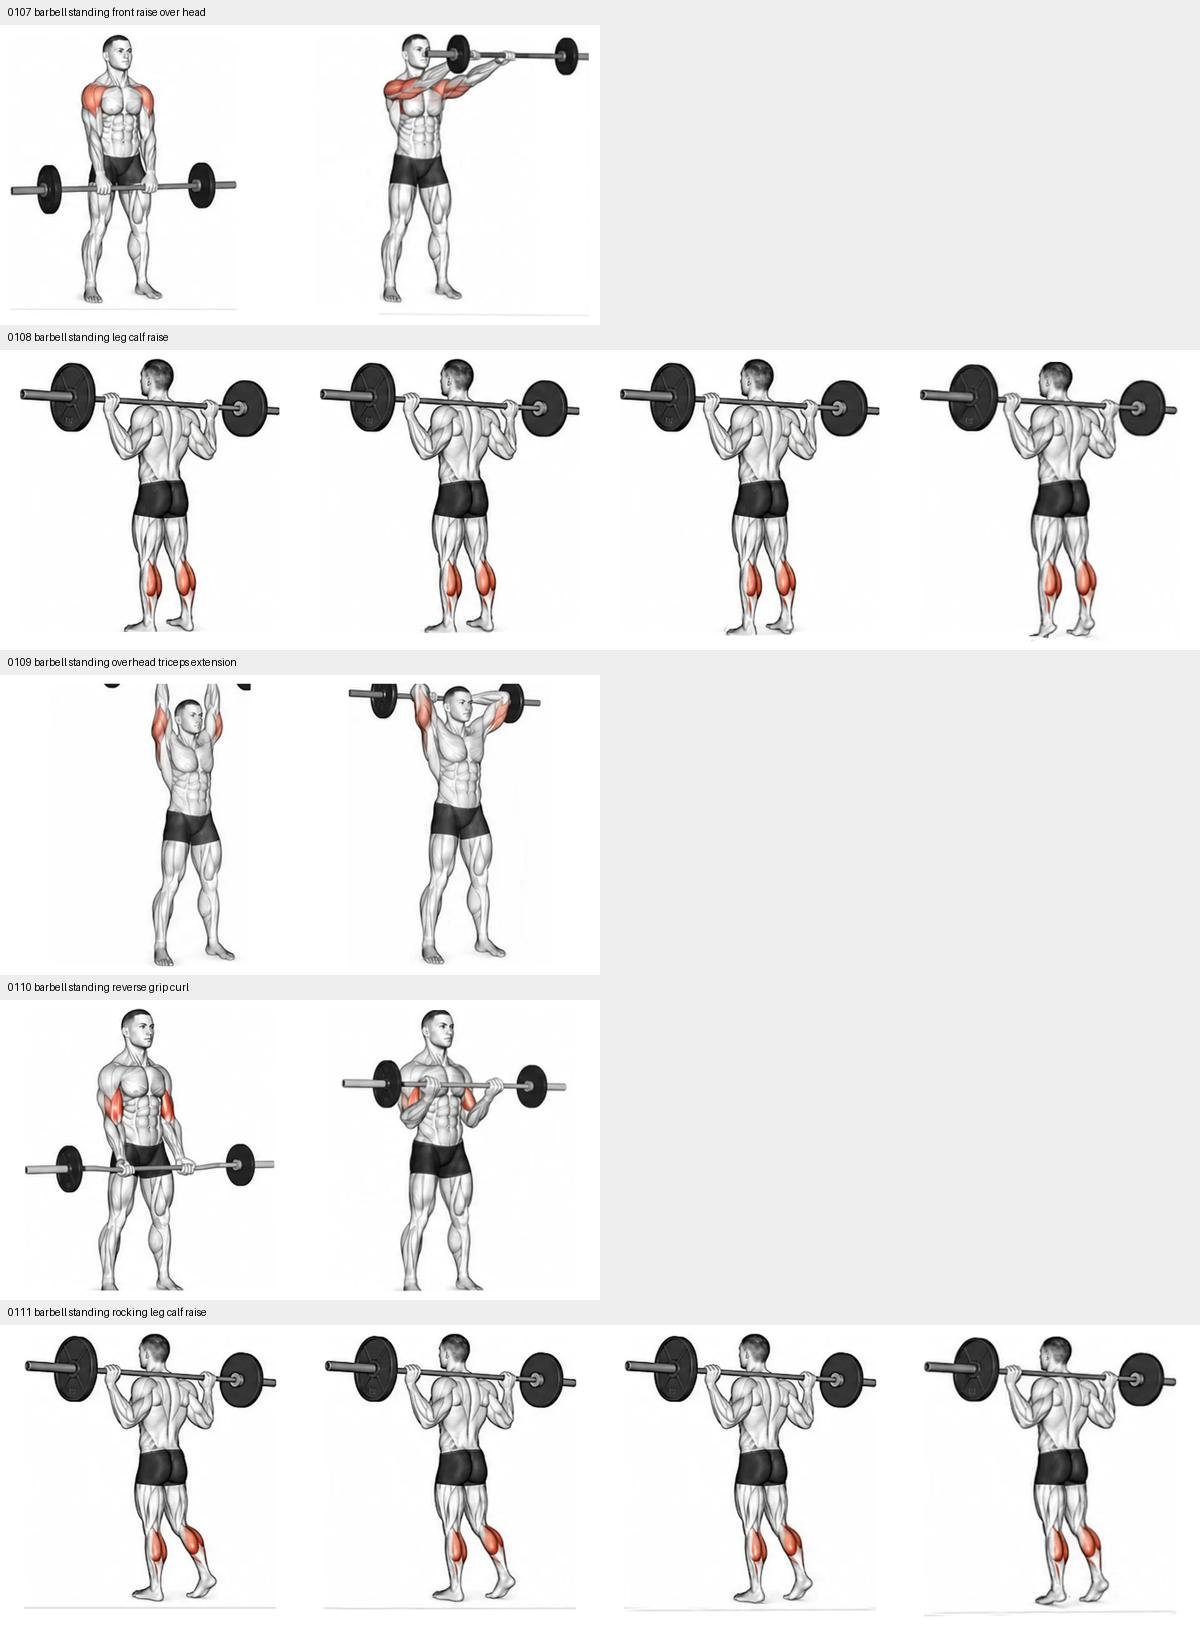 0107 barbell standing front raise over head
0108 barbell standing leg calf raise
0109 barbell standing overhead triceps extension
0110 barbell standing reverse grip curl
0111 barbell standing rocking leg calf raise